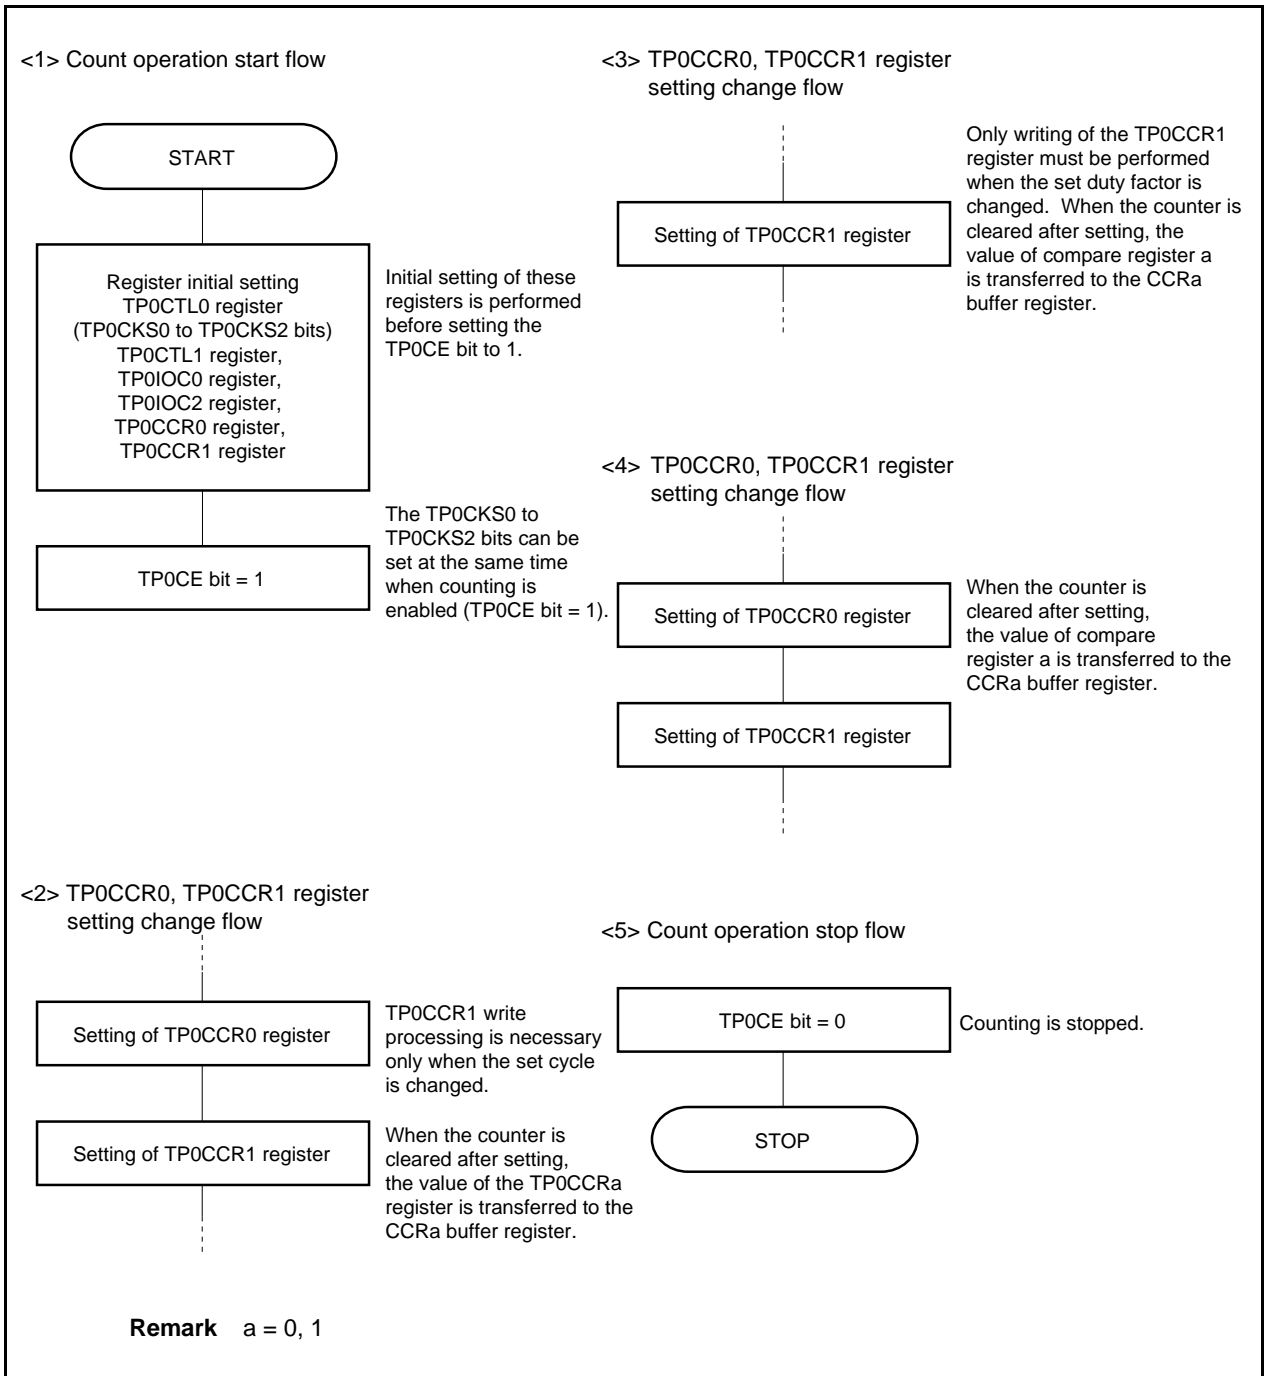 <1> Count operation start flow
START
Register initial setting
TP0CTL0 register
(TP0CKS0 to TP0CKS2 bits)
TP0CTL1 register,
TP0IOC0 register,
TP0IOC2 register,
TP0CCR0 register,
TP0CCR1 register
Initial setting of these
registers is performed
before setting the
TP0CE bit to 1.
TP0CE bit = 1
The TP0CKS0 to
TP0CKS2 bits can be
set at the same time
when counting is
enabled (TP0CE bit = 1).
<2> TP0CCR0, TP0CCR1 register
setting change flow
Setting of TP0CCR0 register
TP0CCR1 write
processing is necessary
only when the set cycle
is changed.
Setting of TP0CCR1 register
When the counter is
cleared after setting,
the value of the TP0CCRa
register is transferred to the
CCRa buffer register.
<3> TP0CCR0, TP0CCR1 register
setting change flow
Setting of TP0CCR1 register
Only writing of the TP0CCR1
register must be performed
when the set duty factor is
changed. When the counter is
cleared after setting, the
value of compare register a
is transferred to the CCRa
buffer register.
<4> TP0CCR0, TP0CCR1 register
setting change flow
Setting of TP0CCR0 register
When the counter is
cleared after setting,
the value of compare
register a is transferred to the
CCRa buffer register.
Setting of TP0CCR1 register
<5> Count operation stop flow
TP0CE bit = 0
Counting is stopped.
STOP
Remark a = 0, 1